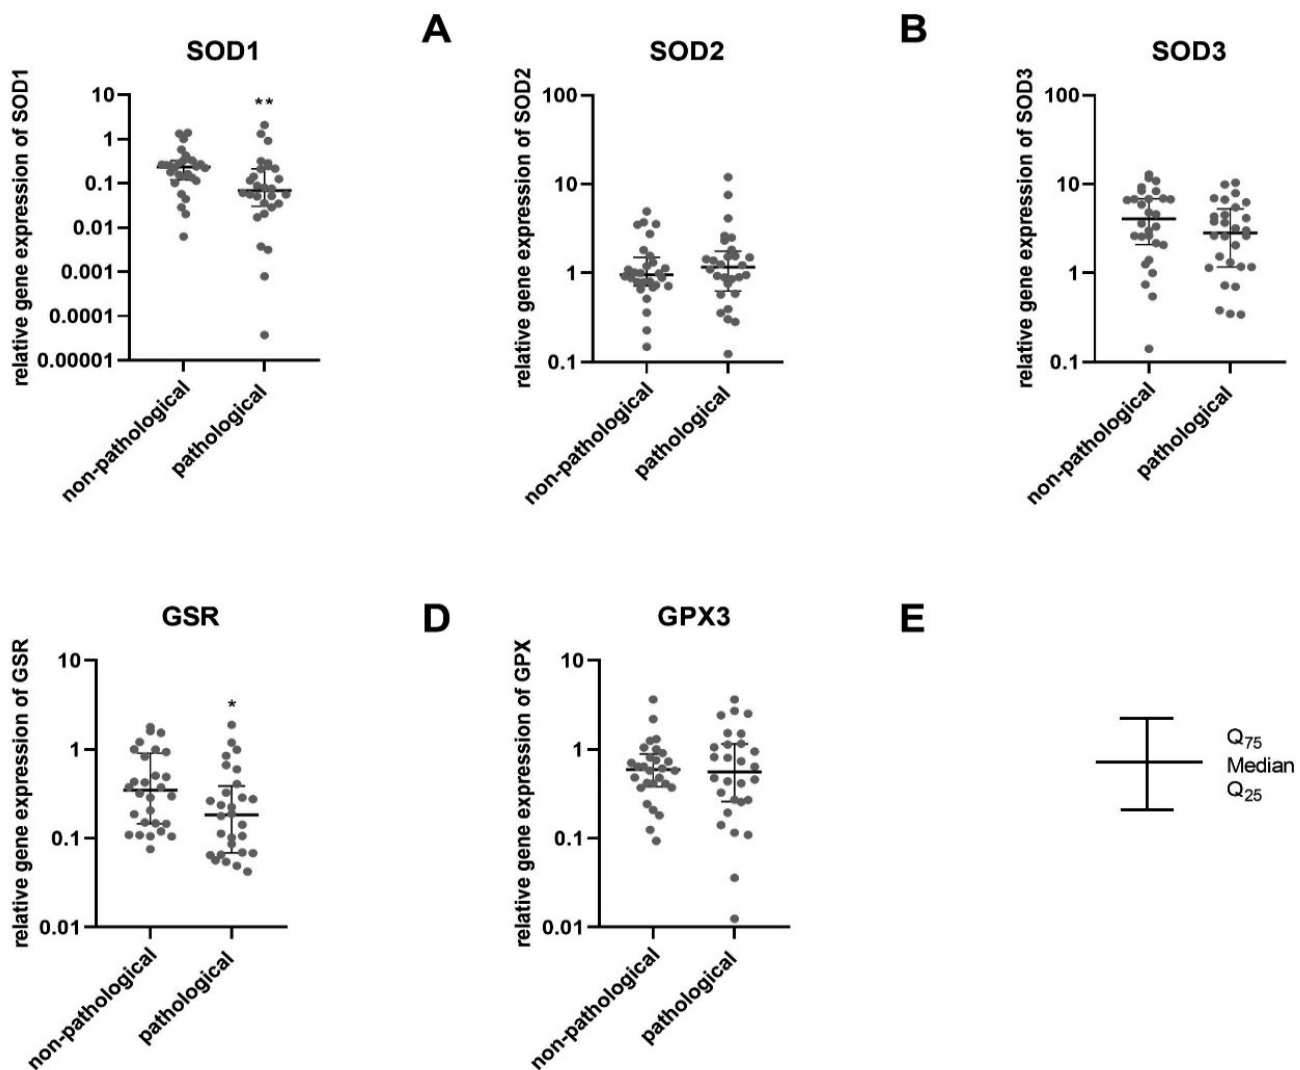 A
B
SOD1
SOD2
SOD3
relative gene expression of SOD1
10
1
0.1
0.01
0.001
0.0001
0.00001
**
non-pathological
pathological
relative gene expression of SOD2
100
10
1
0.1
non-pathological
pathological
relative gene expression of SOD3
100
10
1
0.1
non-pathological
pathological
D
E
GSR
GPX3
relative gene expression of GSR
10
1
0.1
0.01
*
non-pathological
pathological
relative gene expression of GPX
10
1
0.1
0.01
non-pathological
pathological
Q75
Median
Q25